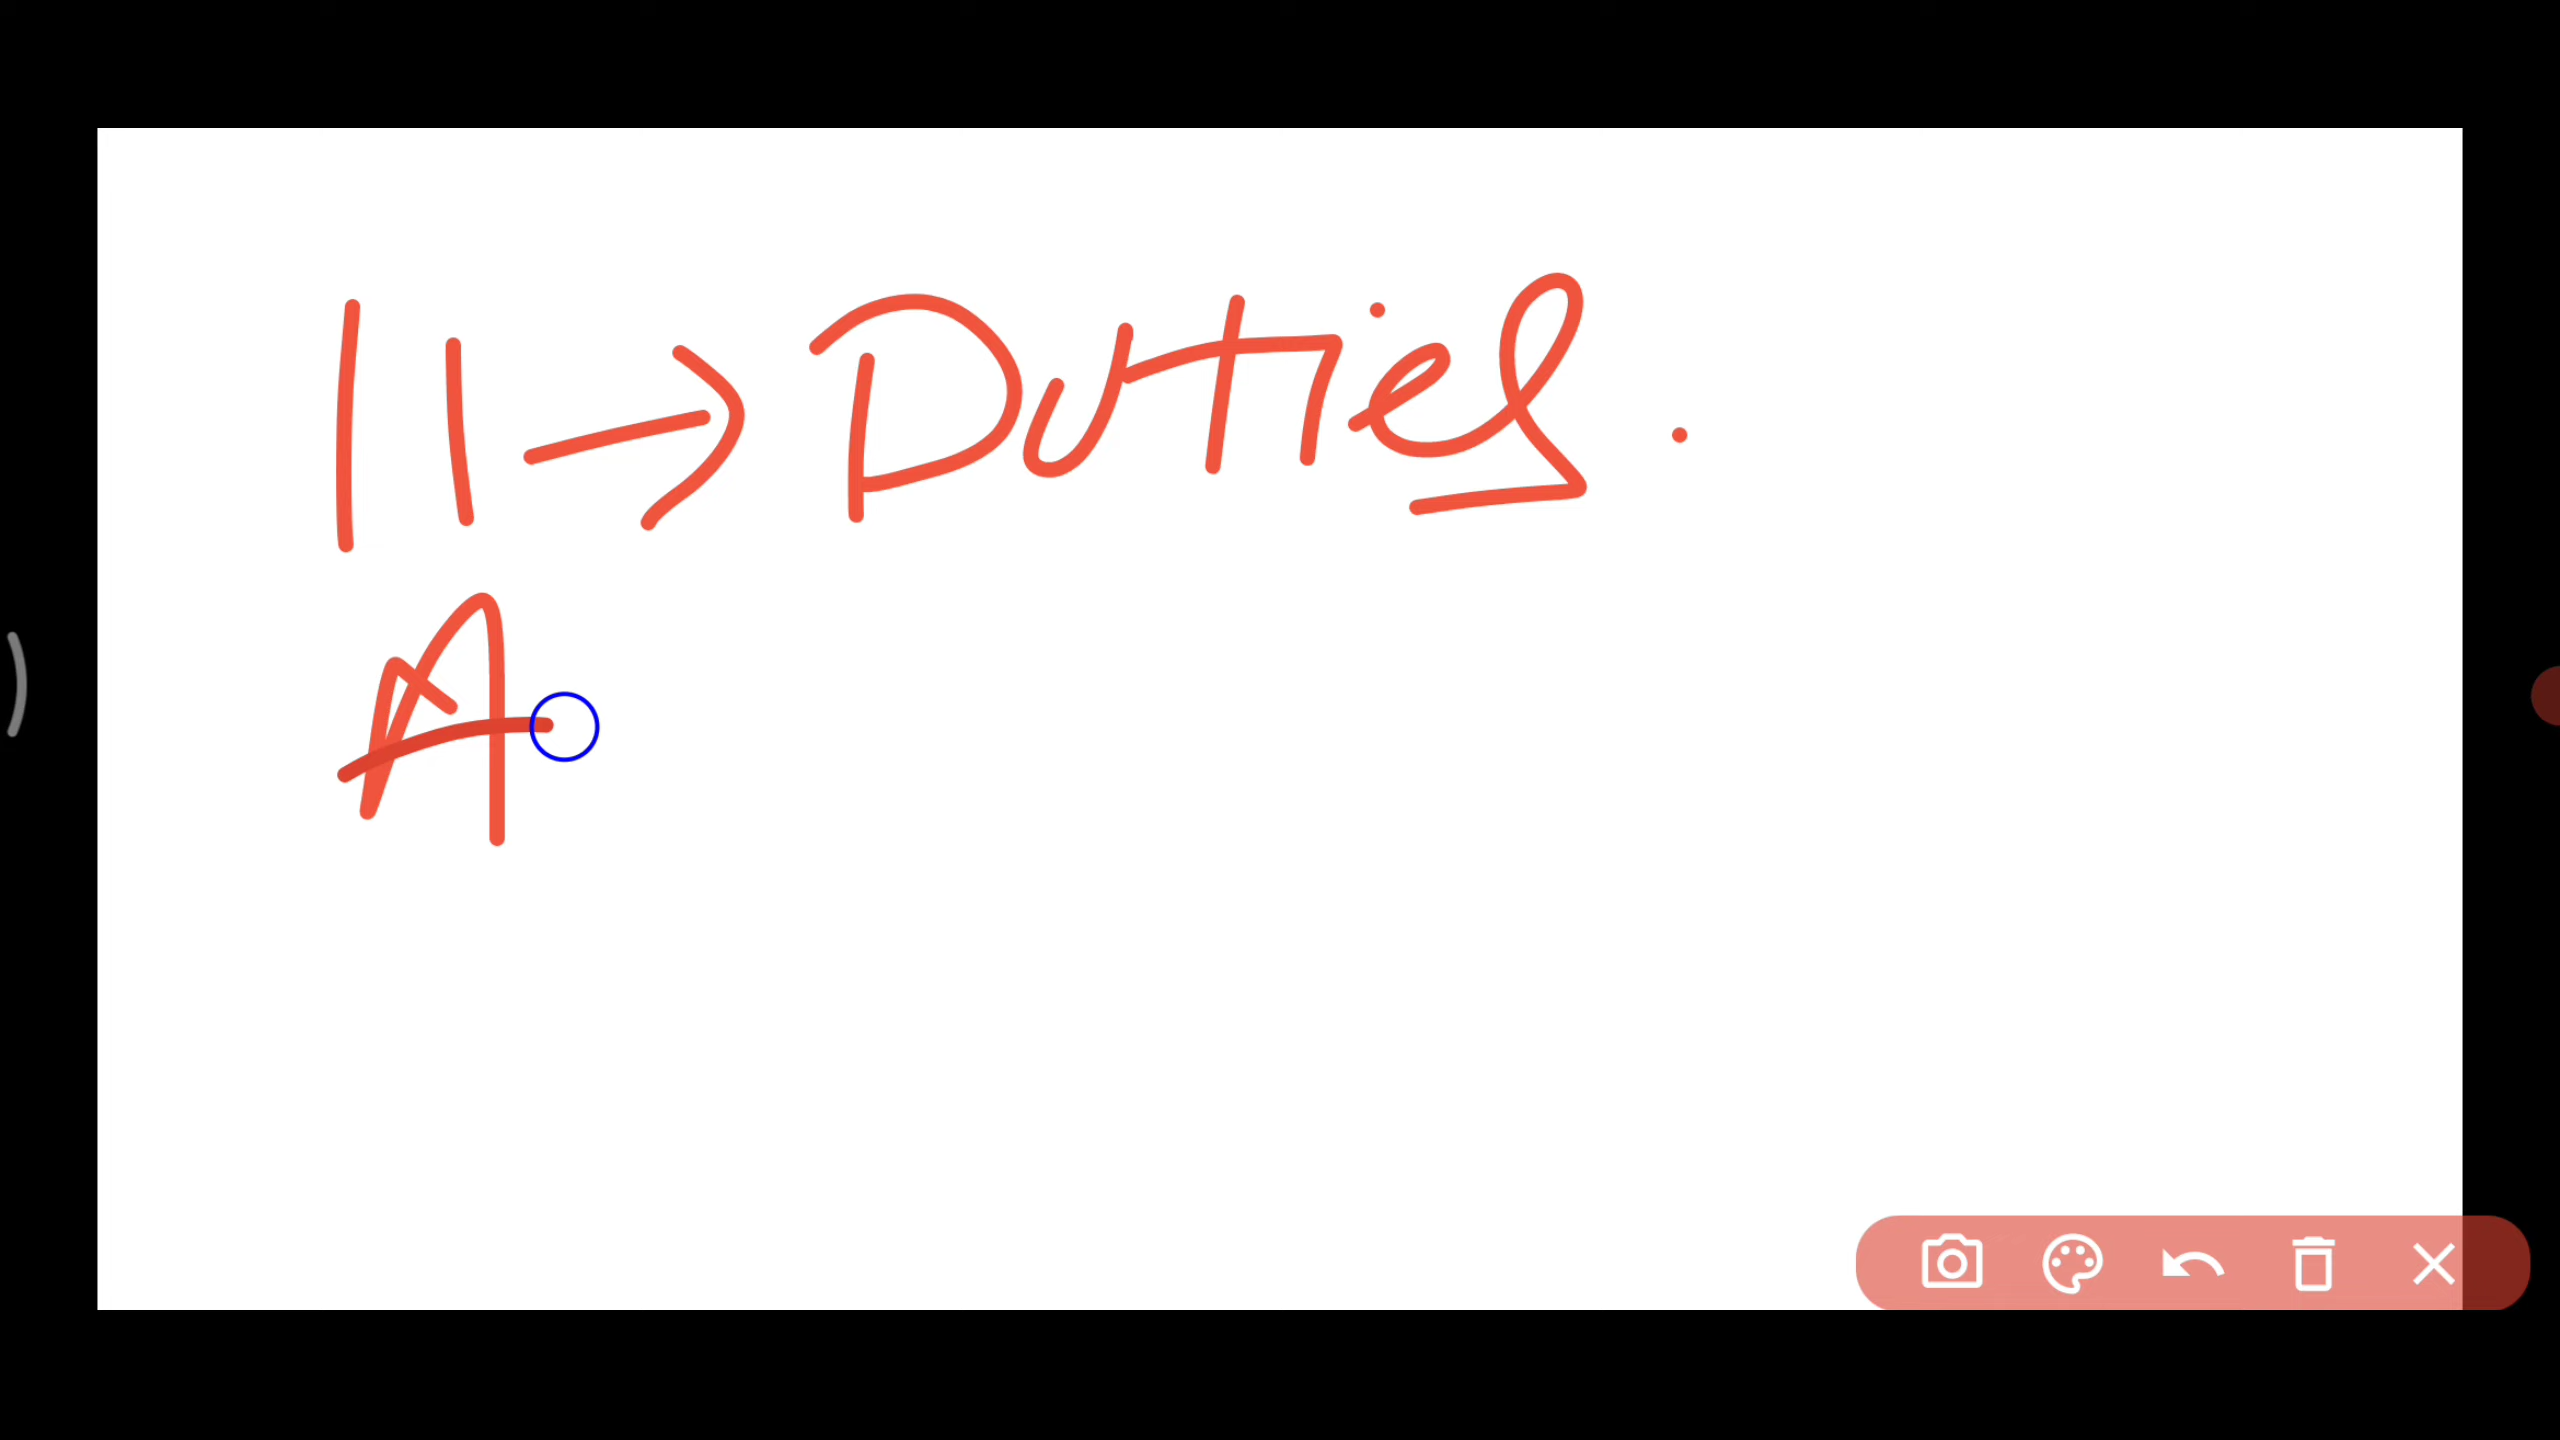 11 → Duties .
A